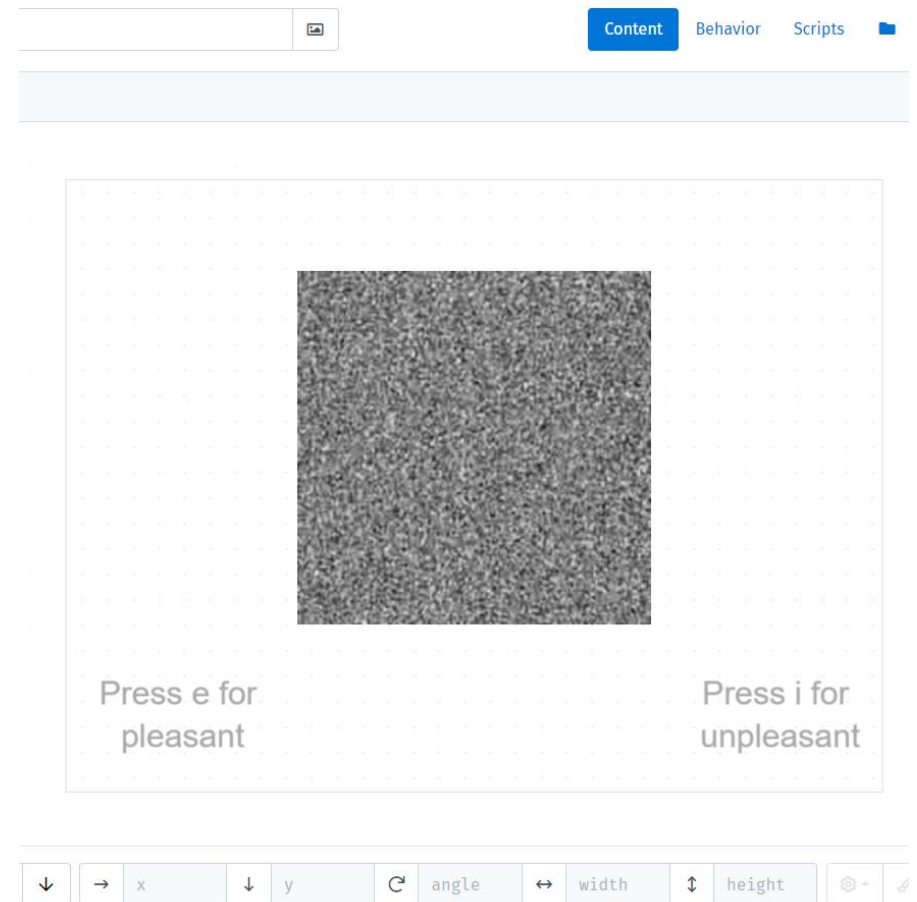 Content Behavior Scripts
Press e for
pleasant
Press i for
unpleasant
x y angle width height